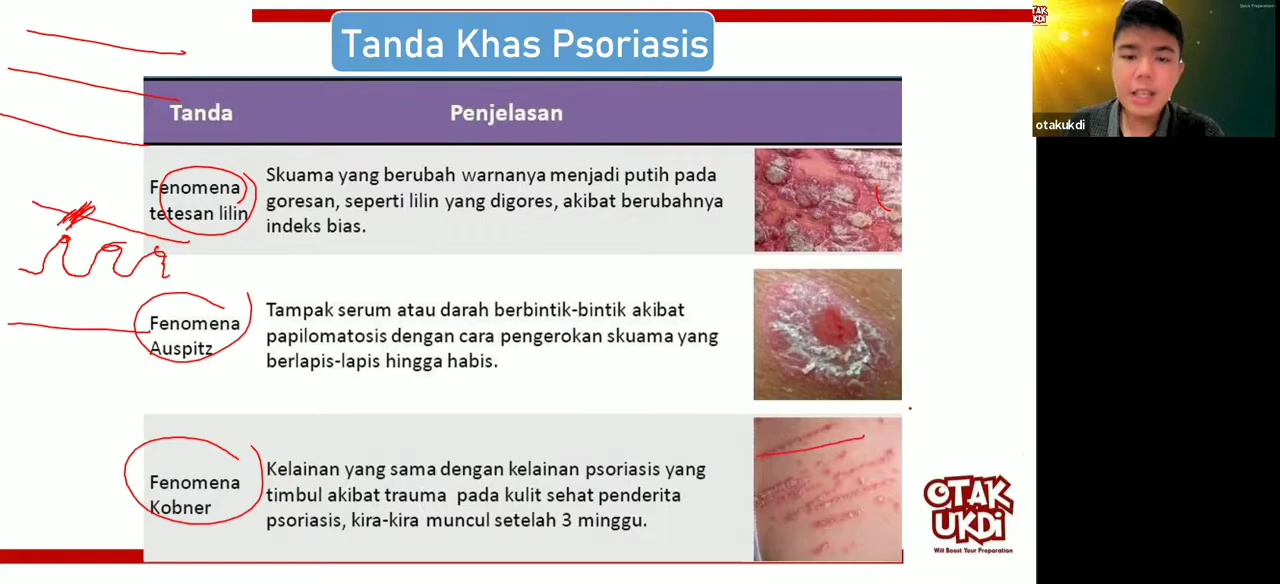 Tanda Khas Psoriasis
Tanda
Penjelasan
Fenomena
tetesan lilin
Skuama yang berubah warnanya menjadi putih pada
goresan, seperti lilin yang digores, akibat berubahnya
indeks bias.
Fenomena
Auspitz
Tampak serum atau darah berbintik-bintik akibat
papilomatosis dengan cara pengerokan skuama yang
berlapis-lapis hingga habis.
Fenomena
Kobner
Kelainan yang sama dengan kelainan psoriasis yang
timbul akibat trauma pada kulit sehat penderita
psoriasis, kira-kira muncul setelah 3 minggu.
OTAK
UKDI
Will Boost Your Preparation
OTAK
UKDI
otakukdi